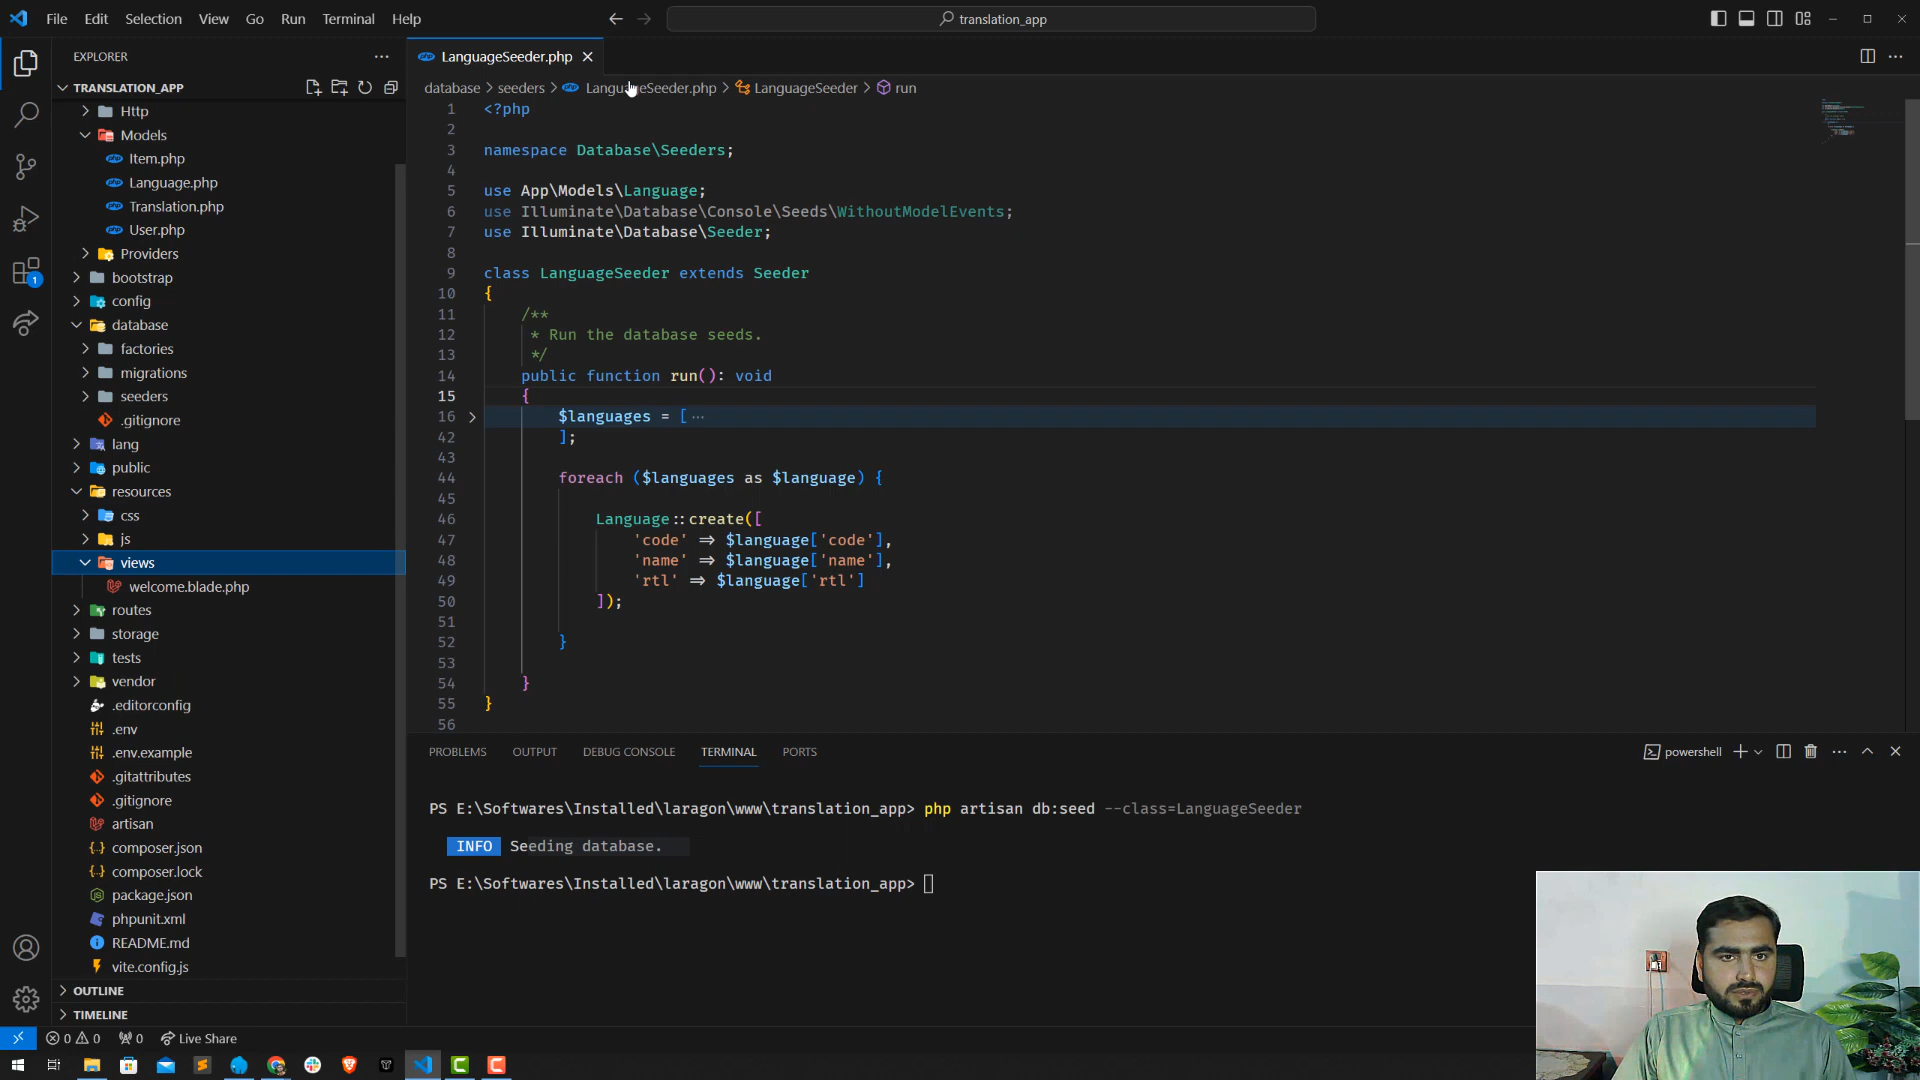 File Edit Selection View Go Run Terminal Help
translation_app
EXPLORER
TRANSLATION_APP
Http
Models
Item.php
Language.php
Translation.php
User.php
Providers
bootstrap
config
database
factories
migrations
seeders
.gitignore
lang
public
resources
css
js
views
welcome.blade.php
routes
storage
tests
vendor
.editorconfig
.env
.env.example
.gitattributes
.gitignore
artisan
composer.json
composer.lock
package.json
phpunit.xml
README.md
vite.config.js
OUTLINE
TIMELINE
1
LanguageSeeder.php
database > seeders > LanguageSeeder.php > LanguageSeeder > run
1 <?php
2
3 namespace Database\Seeders;
4
5 use App\Models\Language;
6 use Illuminate\Database\Console\Seeds\WithoutModelEvents;
7 use Illuminate\Database\Seeder;
8
9 class LanguageSeeder extends Seeder
10 {
11 /**
12 * Run the database seeds.
13 */
14 public function run(): void
15 {
16 $languages = [ ...
42 ];
43
44 foreach ($languages as $language) {
45
46 Language::create([
47 'code' => $language['code'],
48 'name' => $language['name'],
49 'rtl' => $language['rtl']
50 ]);
51
52 }
53
54 }
55 }
56
PROBLEMS OUTPUT DEBUG CONSOLE TERMINAL PORTS
powershell
PS E:\Softwares\Installed\laragon\www\translation_app> php artisan db:seed --class=LanguageSeeder
INFO Seeding database.
PS E:\Softwares\Installed\laragon\www\translation_app>
0 0 0 Live Share